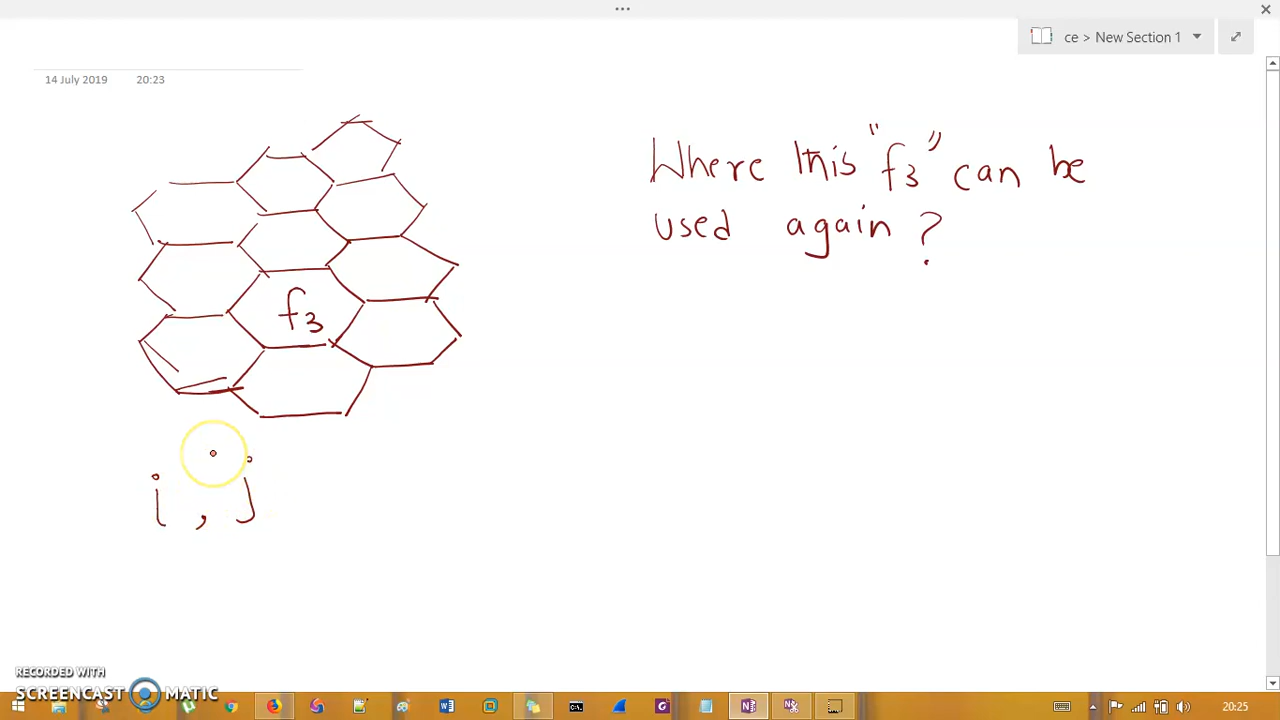 ce > New Section 1
14 July 2019 20:23
Where this "f3" can be
used again ?
f3
i , j
RECORDED WITH
SCREENCAST MATIC
20:25